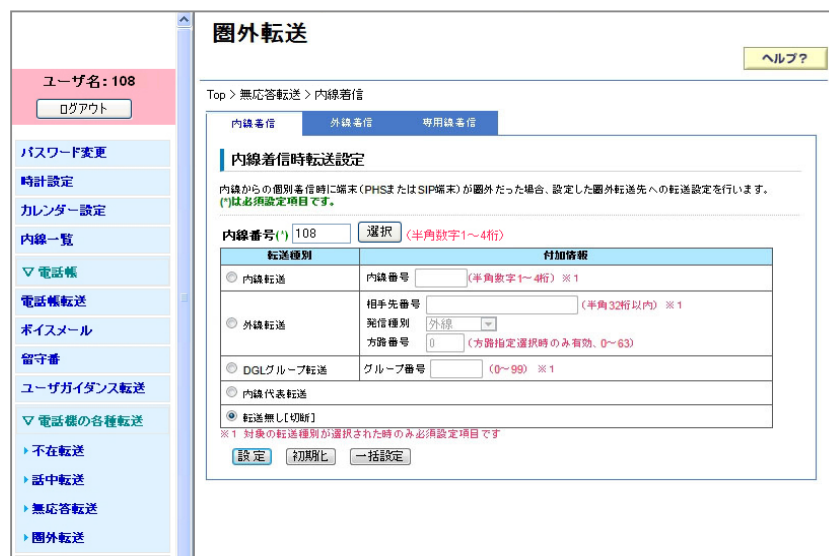 圏外転送
ヘルプ?
ユーザ名: 108
ログアウト
パスワード変更
時計設定
カレンダー設定
内線一覧
▽ 電話帳
電話帳転送
ボイスメール
留守番
ユーザガイダンス転送
▽ 電話機の各種転送
不在転送
話中転送
無応答転送
圏外転送
Top > 無応答転送 > 内線着信
内線着信 外線着信 専用線着信
内線着信時転送設定
内線からの個別着信時に端末(PHSまたはSIP端末)が圏外だった場合、設定した圏外転送先への転送設定を行います。
(*)は必須設定項目です。
内線番号(*) 108 選択 (半角数字1~4桁)
転送種別 付加情報
内線転送 内線番号 (半角数字1~4桁) ※1
外線転送
相手先番号 (半角32桁以内) ※1
発信種別 外線
方路番号 0 (方路指定選択時のみ有効、0~63)
DGLグループ転送 グループ番号 (0~99) ※1
内線代表転送
転送無し[切断]
※1 対象の転送種別が選択された時のみ必須設定項目です
設定 初期化 一括設定